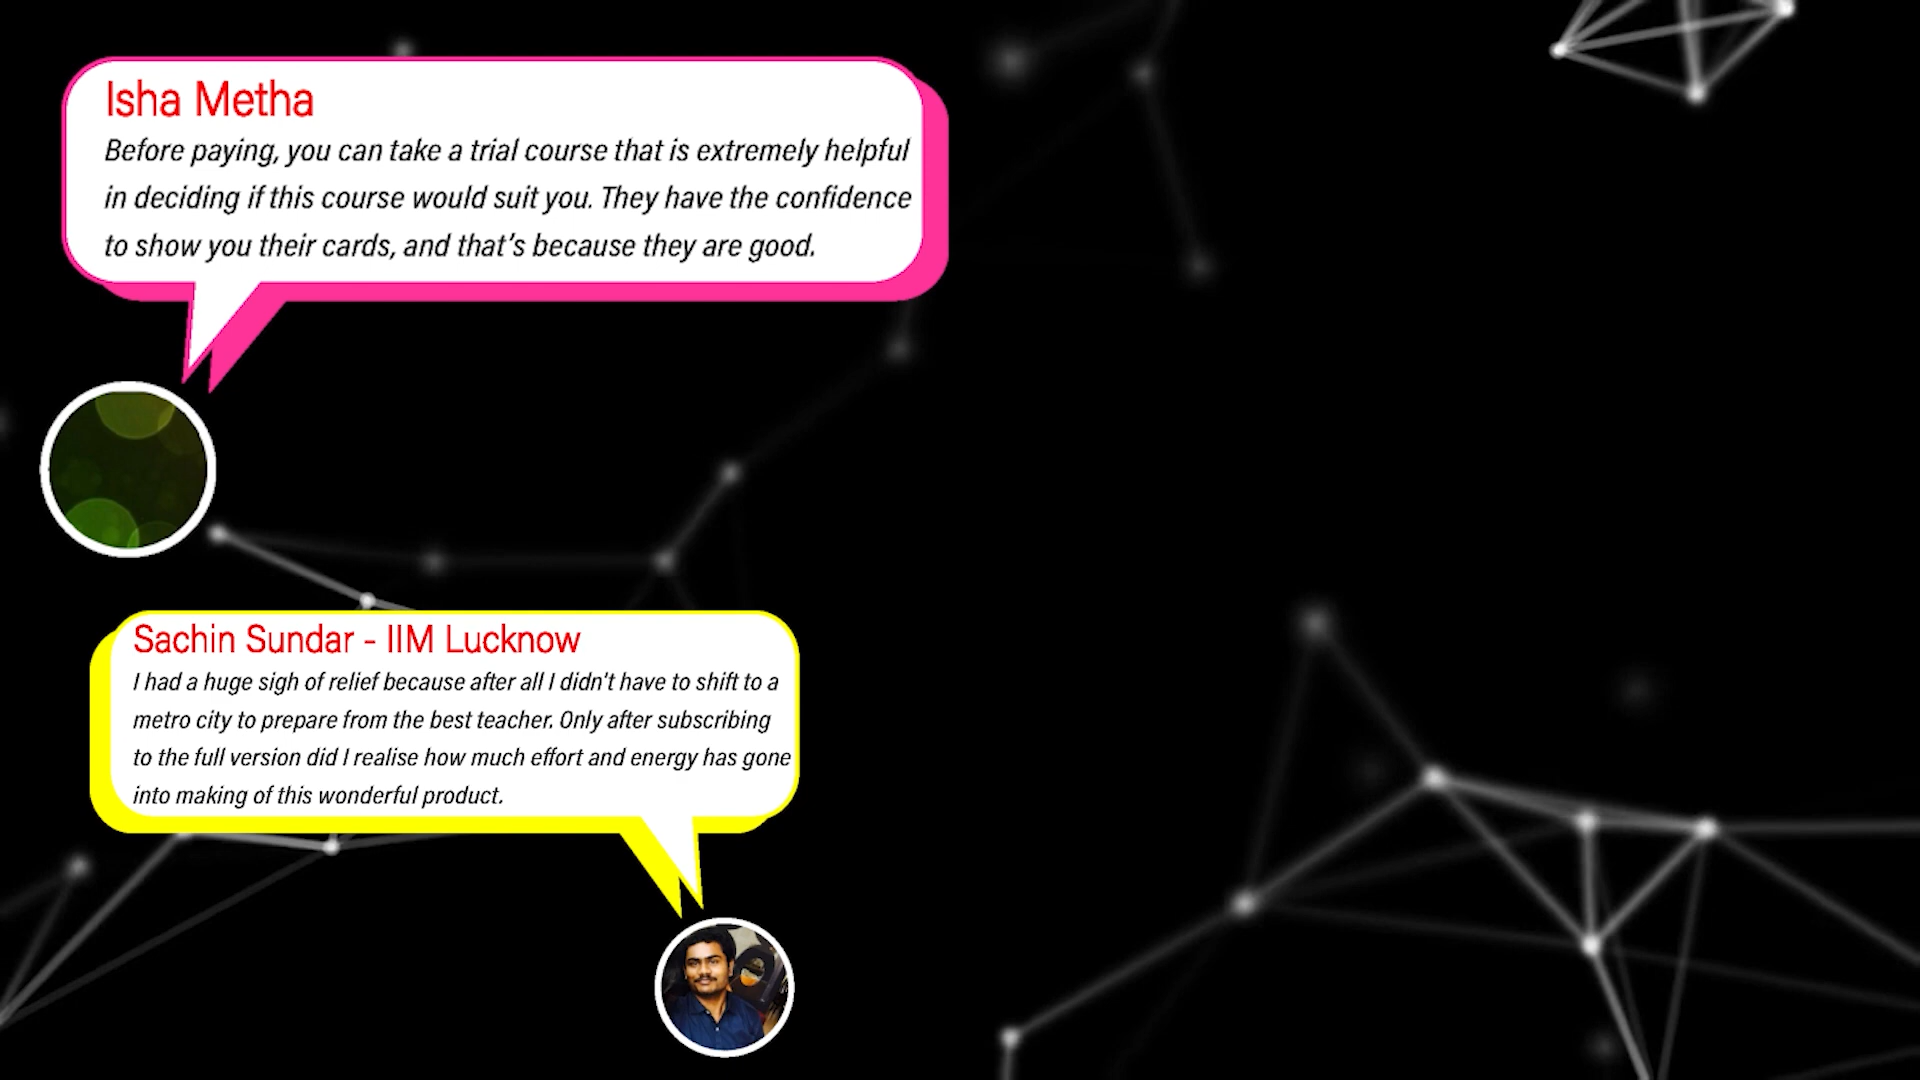 Isha Metha
Before paying, you can take a trial course that is extremely helpful
in deciding if this course would suit you. They have the confidence
to show you their cards, and that's because they are good.
Sachin Sundar - IIM Lucknow
I had a huge sigh of relief because after all I didn't have to shift to a
metro city to prepare from the best teacher. Only after subscribing
to the full version did I realise how much effort and energy has gone
into making of this wonderful product.